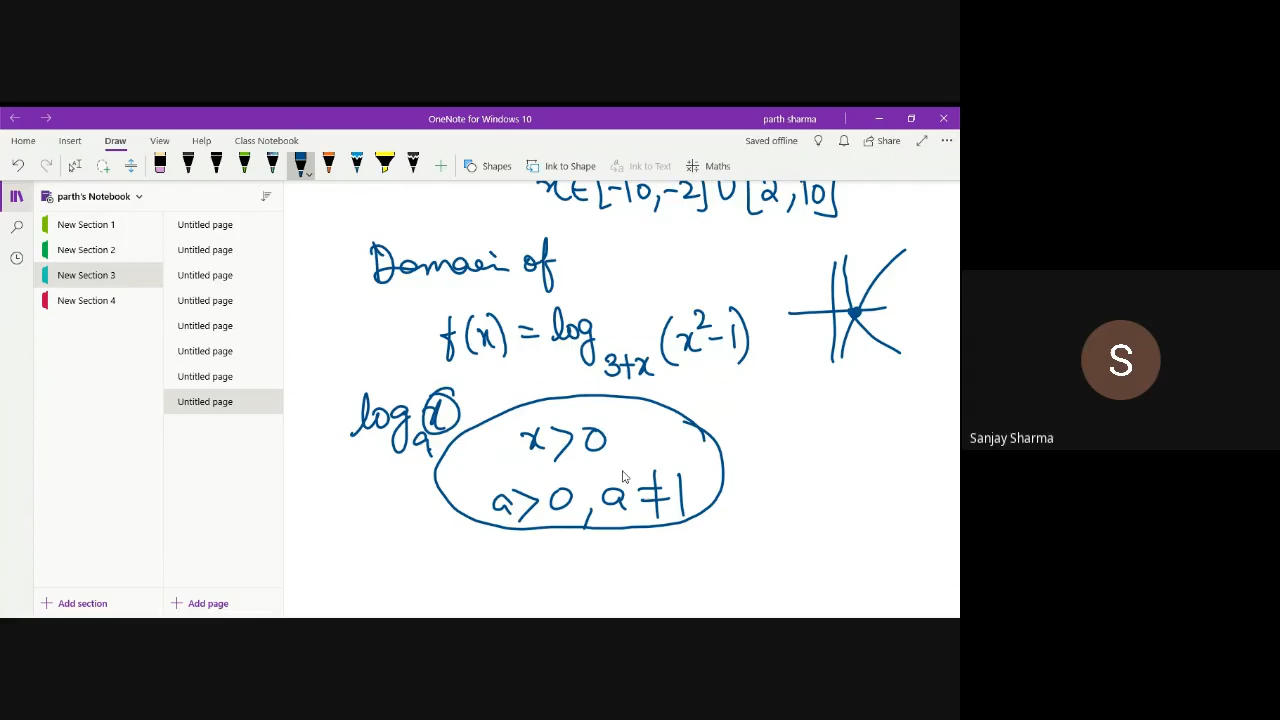 OneNote for Windows 10
parth sharma
Home Insert Draw View Help Class Notebook
Saved offline
Share
Shapes
Ink to Shape
Ink to Text
Maths
parth's Notebook
New Section 1
New Section 2
New Section 3
New Section 4
Untitled page
Untitled page
Untitled page
Untitled page
Untitled page
Untitled page
Untitled page
Untitled page
Add section
Add page
x∈[-10,-2]∪[2,10]
Domain of
f(x) = log₃₊ₓ (x²-1)
logₐ x
x>0
a>0, a≠1
S
Sanjay Sharma